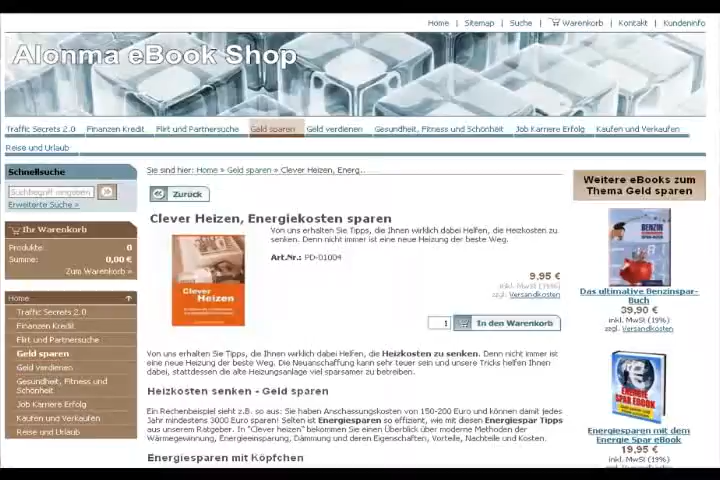 Home | Sitemap | Suche | Warenkorb | Kontakt | Kundeninfo
Alonma eBook Shop
Traffic Secrets 2.0 Finanzen Kredit Flirt und Partnersuche Geld sparen Geld verdienen Gesundheit, Fitness und Schönheit Job Karriere Erfolg Kaufen und Verkaufen
Reise und Urlaub
Schnellsuche
Suchbegriff eingeben
Erweiterte Suche »
Ihr Warenkorb
Produkte: 0
Summe: 0,00 €
Zum Warenkorb »
Home
Traffic Secrets 2.0
Finanzen Kredit
Flirt und Partnersuche
Geld sparen
Geld verdienen
Gesundheit, Fitness und
Schönheit
Job Karriere Erfolg
Kaufen und Verkaufen
Reise und Urlaub
Sie sind hier: Home » Geld sparen » Clever Heizen, Energ......
Zurück
Clever Heizen, Energiekosten sparen
Von uns erhalten Sie Tipps, die Ihnen wirklich dabei Helfen, die Heizkosten zu
senken. Denn nicht immer ist eine neue Heizung der beste Weg.
Art.Nr.: PD-01004
Clever
Heizen
9,95 €
inkl. MwSt (19%)
zzgl. Versandkosten
1 In den Warenkorb
Von uns erhalten Sie Tipps, die Ihnen wirklich dabei Helfen, die Heizkosten zu senken. Denn nicht immer ist
eine neue Heizung der beste Weg. Die Neuanschaffung kann sehr teuer sein und unsere Tricks helfen Ihnen
dabei, stattdessen die alte Heizungsanlage viel sparsamer zu betreiben.
Heizkosten senken - Geld sparen
Ein Rechenbeispiel sieht z.B. so aus: Sie haben Anschassungskosten von 150-200 Euro und können damit jedes
Jahr mindestens 3000 Euro sparen! Selten ist Energiesparen so effizient, wie mit diesen Energiespar Tipps
aus unserem Ratgeber. In "Clever heizen" bekommen Sie einen Überblick über moderne Methoden der
Wärmegewinnung, Energieeinsparung, Dämmung und deren Eigenschaften, Vorteile, Nachteile und Kosten.
Energiesparen mit Köpfchen
Weitere eBooks zum
Thema Geld sparen
BENZIN
Das ultimative Benzinspar-
Buch
39,90 €
inkl. MwSt (19%)
zzgl. Versandkosten
ENERGIE
SPAR EBOOK
Energiesparen mit dem
Energie Spar eBook
19,95 €
inkl. MwSt (19%)